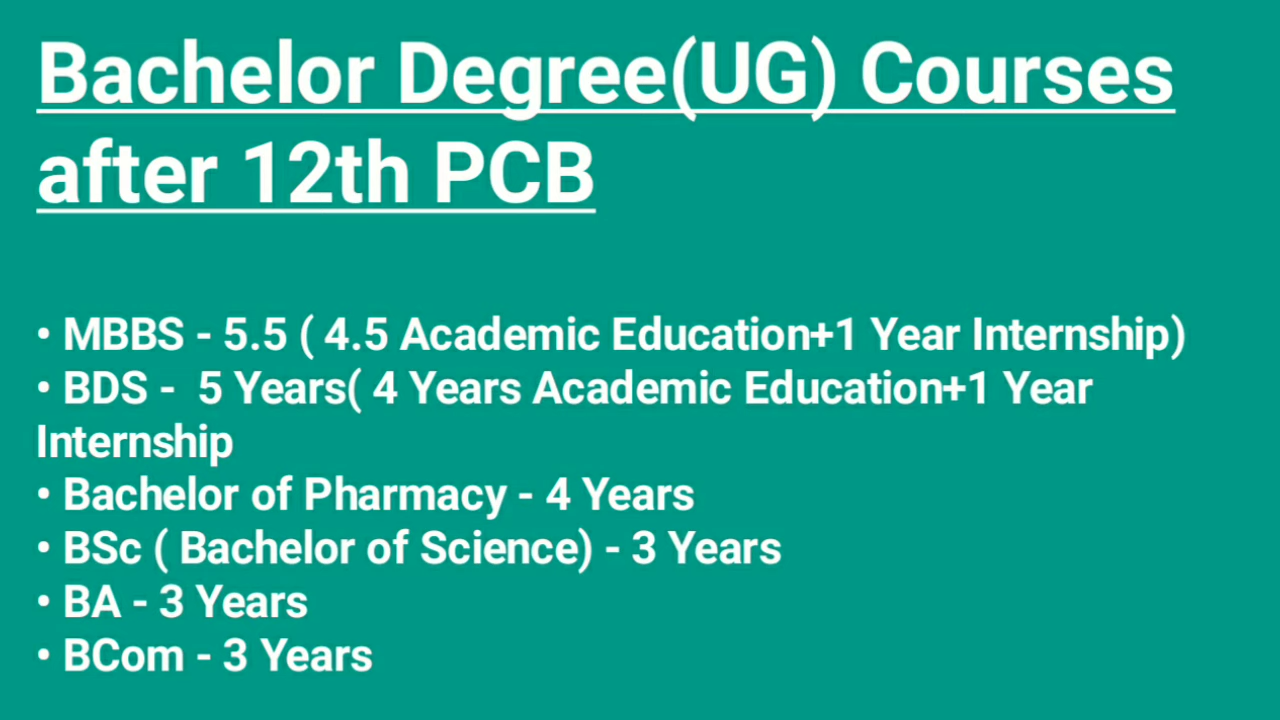 Bachelor Degree(UG) Courses
after 12th PCB
• MBBS - 5.5 ( 4.5 Academic Education+1 Year Internship)
• BDS -  5 Years( 4 Years Academic Education+1 Year
Internship
• Bachelor of Pharmacy - 4 Years
• BSc ( Bachelor of Science) - 3 Years
• BA - 3 Years
• BCom - 3 Years